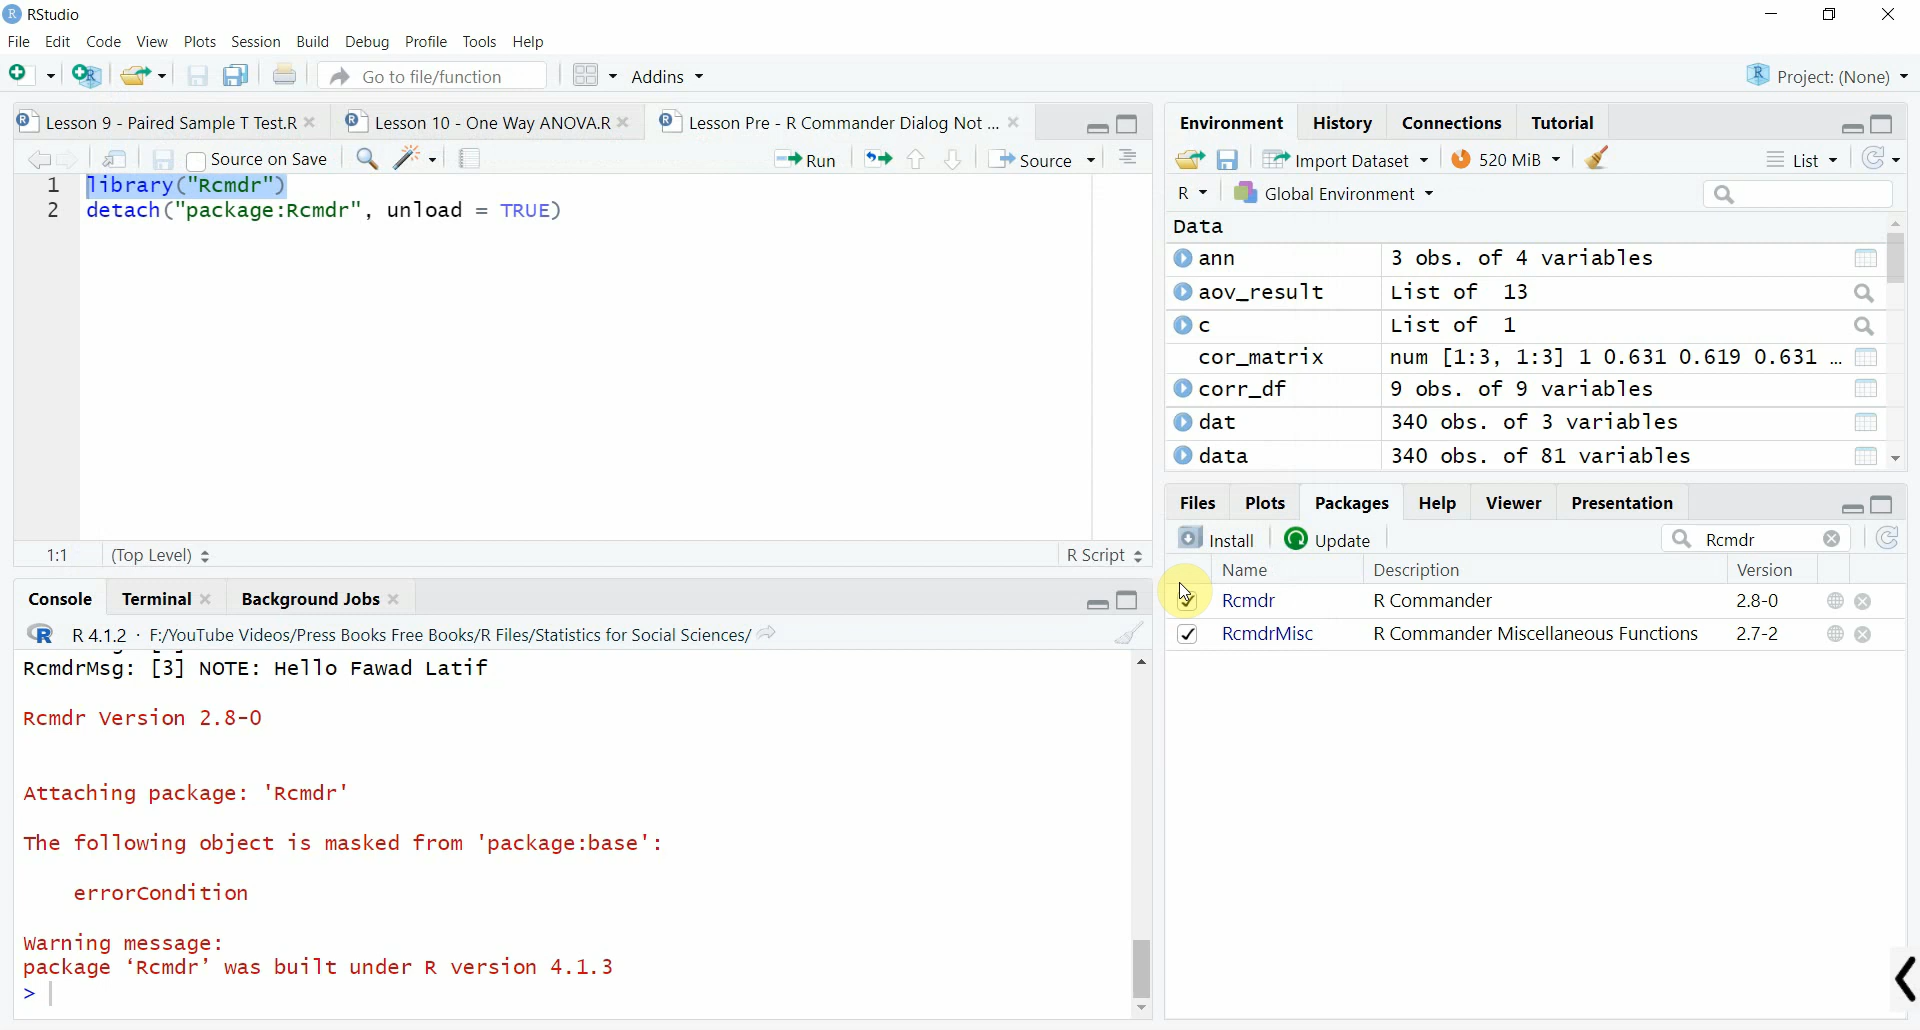 RStudio
File Edit Code View Plots Session Build Debug Profile Tools Help
Go to file/function Addins Project: (None)
Lesson 9 - Paired Sample T Test.R Lesson 10 - One Way ANOVA.R Lesson Pre - R Commander Dialog Not ...
Source on Save Run Source
1 library("Rcmdr")
2 detach("package:Rcmdr", unload = TRUE)
1:1 (Top Level) R Script
Console Terminal Background Jobs
R 4.1.2 · F:/YouTube Videos/Press Books Free Books/R Files/Statistics for Social Sciences/
RcmdrMsg: [3] NOTE: Hello Fawad Latif
Rcmdr Version 2.8-0
Attaching package: 'Rcmdr'
The following object is masked from 'package:base':
errorCondition
Warning message:
package ‘Rcmdr’ was built under R version 4.1.3
>
Environment History Connections Tutorial
Import Dataset 520 MiB List
R Global Environment
Data
ann 3 obs. of 4 variables
aov_result List of 13
c List of 1
cor_matrix num [1:3, 1:3] 1 0.631 0.619 0.631 ...
corr_df 9 obs. of 9 variables
dat 340 obs. of 3 variables
data 340 obs. of 81 variables
Files Plots Packages Help Viewer Presentation
Install Update Rcmdr
Name Description Version
Rcmdr R Commander 2.8-0
RcmdrMisc R Commander Miscellaneous Functions 2.7-2